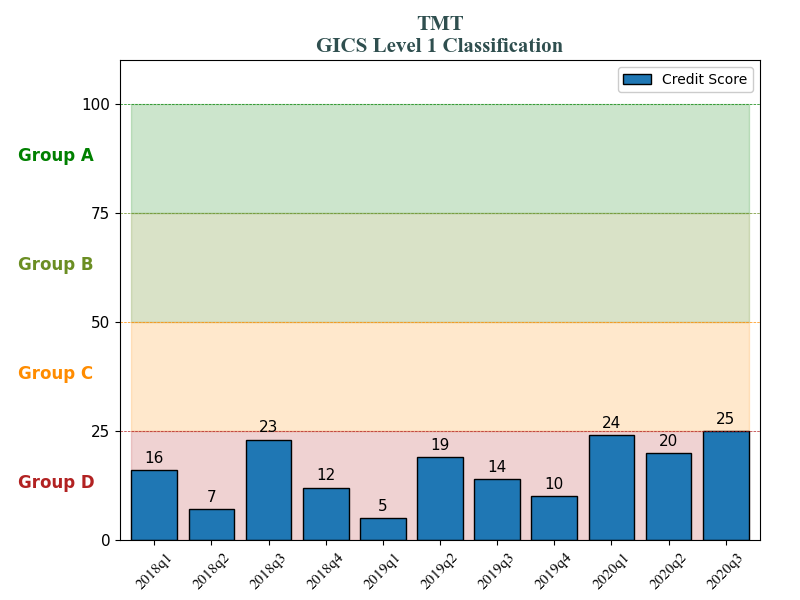 TMT
GICS Level 1 Classification
Credit Score
100
Group A
75
Group B
50
Group C
25
Group D
0
16
7
23
12
5
19
14
10
24
20
25
2018q1
2018q2
2018q3
2018q4
2019q1
2019q2
2019q3
2019q4
2020q1
2020q2
2020q3